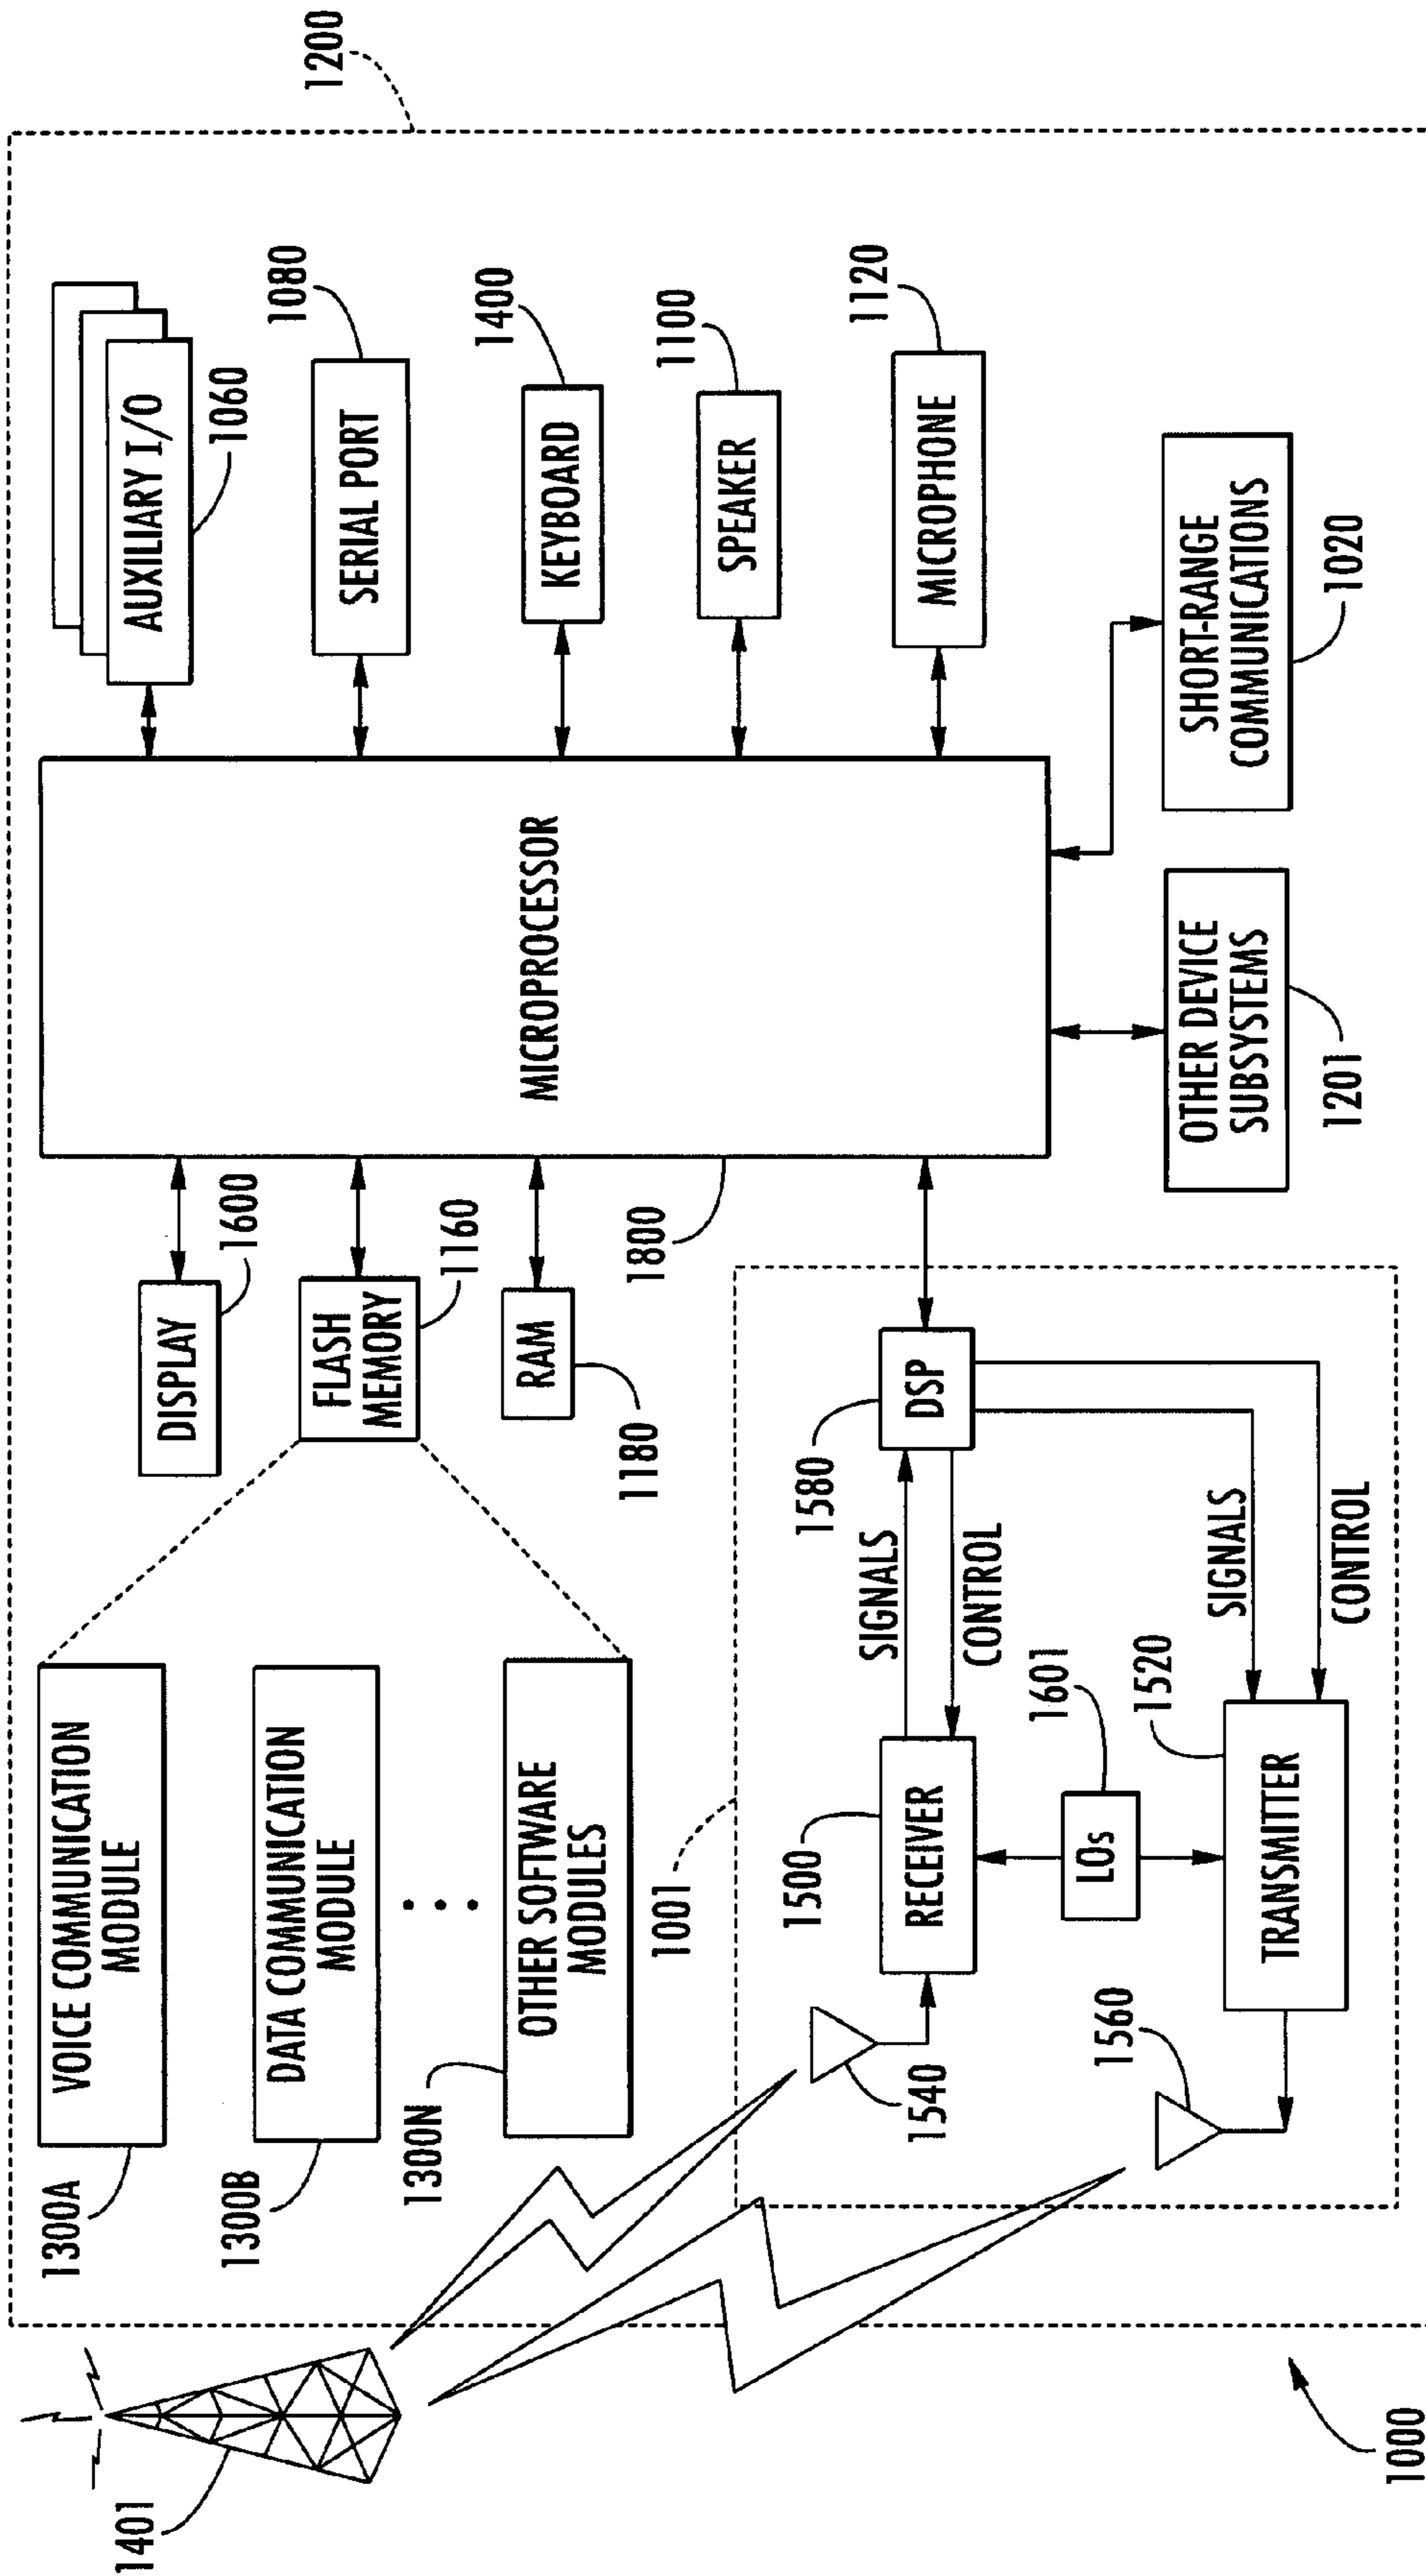 1401
1300A
VOICE COMMUNICATION
MODULE
1300B
DATA COMMUNICATION
MODULE
1300N
OTHER SOFTWARE
MODULES
DISPLAY
1600
FLASH
MEMORY
1160
RAM
1180
MICROPROCESSOR
1800
AUXILIARY I/O
1060
SERIAL PORT
1080
KEYBOARD
1400
SPEAKER
1100
MICROPHONE
1120
1200
1001
1540
1500
RECEIVER
SIGNALS
CONTROL
1580
DSP
LOs
1601
1560
TRANSMITTER
1520
SIGNALS
CONTROL
OTHER DEVICE
SUBSYSTEMS
1201
SHORT-RANGE
COMMUNICATIONS
1020
1000